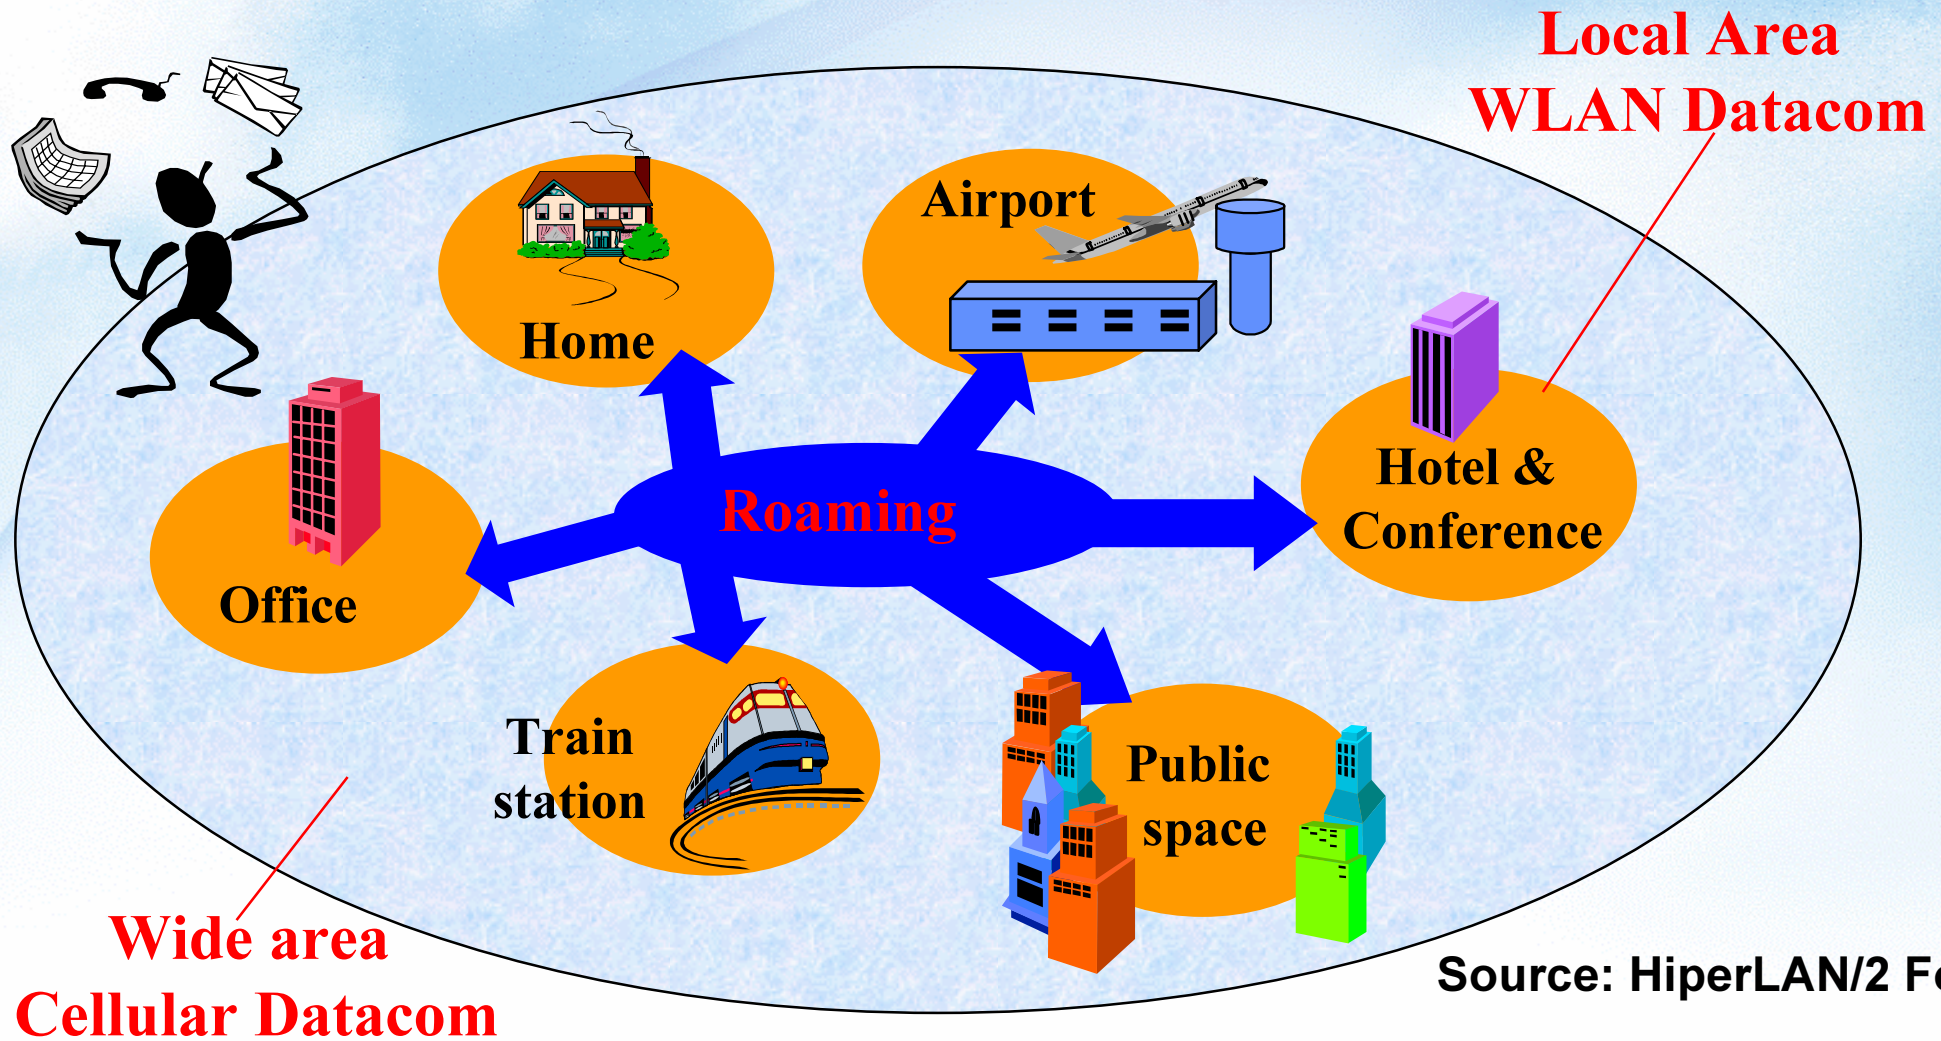 Local Area
WLAN Datacom
Airport
Home
Hotel &
Conference
Roaming
Office
Train
station
Public
space
Wide area
Cellular Datacom
Source: HiperLAN/2